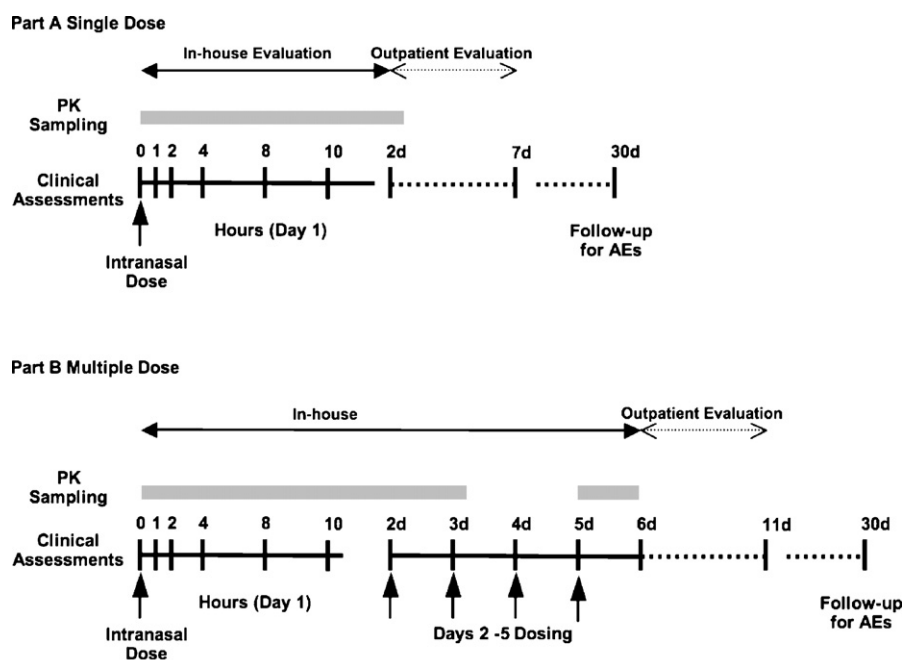 Part A Single Dose
In-house Evaluation Outpatient Evaluation
PK
Sampling
0 1 2 4 8 10 2d 7d 30d
Clinical
Assessments
Hours (Day 1)
Follow-up
for AEs
Intranasal
Dose
Part B Multiple Dose
In-house Outpatient Evaluation
PK
Sampling
0 1 2 4 8 10 2d 3d 4d 5d 6d 11d 30d
Clinical
Assessments
Hours (Day 1)
Follow-up
for AEs
Intranasal
Dose
Days 2 -5 Dosing